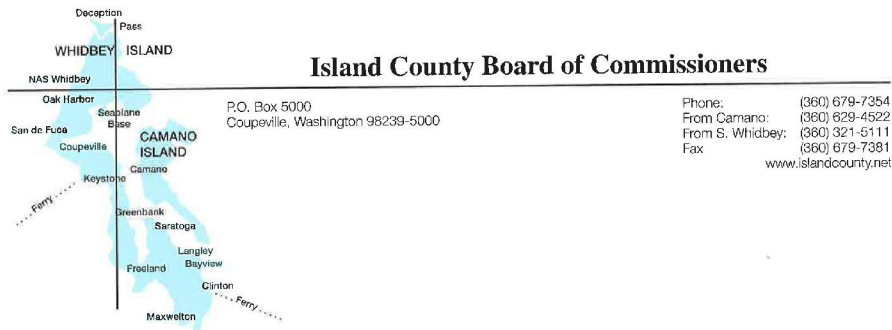 Deception
Pass
WHIDBEY ISLAND
Island County Board of Commissioners
NAS Whidbey
Oak Harbor
Seaplane
Base
San de Fuca
CAMANO
ISLAND
Coupeville
Camano
Keystone
Ferry
Greenbank
Saratoga
Langley
Bayview
Freeland
Clinton
Ferry
Maxwelton
P.O. Box 5000
Coupeville, Washington 98239-5000
Phone: (360) 679-7354
From Camano: (360) 629-4522
From S. Whidbey: (360) 321-5111
Fax (360) 679-7381
www.islandcounty.net